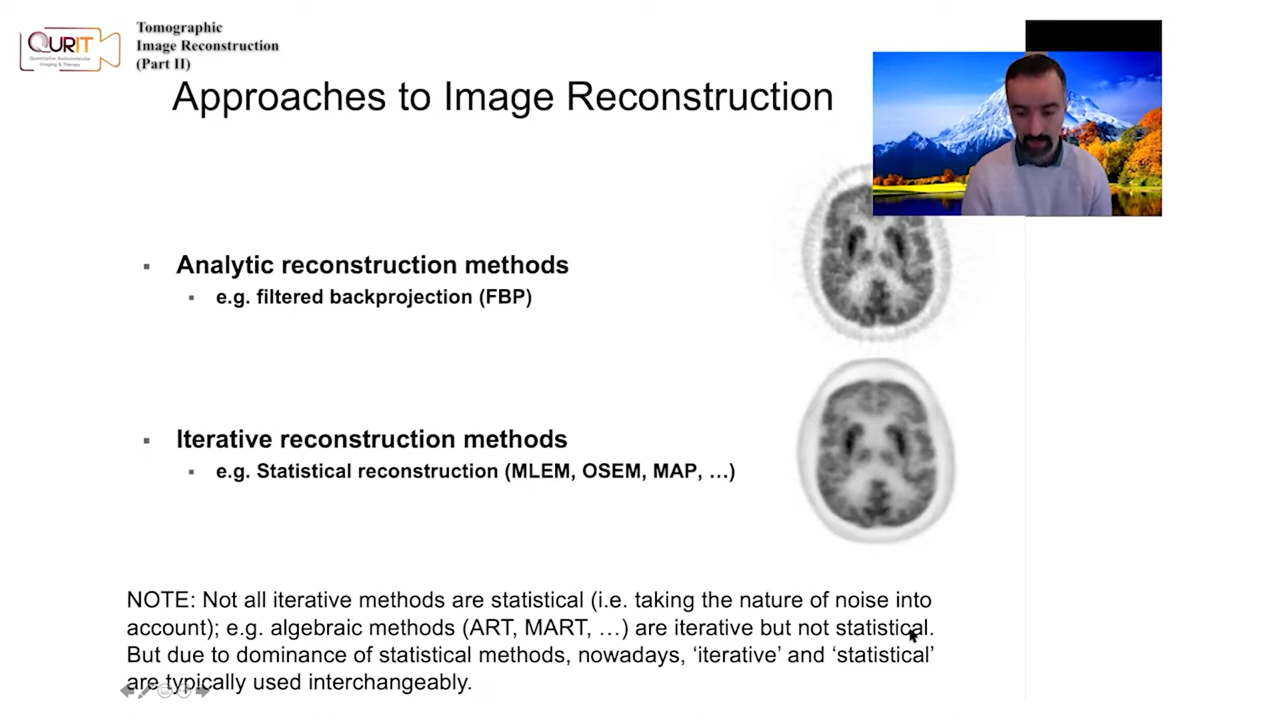 QURIT
Quantitative Radiomolecular
Imaging & Therapy
Tomographic
Image Reconstruction
(Part II)
Approaches to Image Reconstruction
▪ Analytic reconstruction methods
▪ e.g. filtered backprojection (FBP)
▪ Iterative reconstruction methods
▪ e.g. Statistical reconstruction (MLEM, OSEM, MAP, …)
NOTE: Not all iterative methods are statistical (i.e. taking the nature of noise into
account); e.g. algebraic methods (ART, MART, …) are iterative but not statistical.
But due to dominance of statistical methods, nowadays, ‘iterative’ and ‘statistical’
are typically used interchangeably.